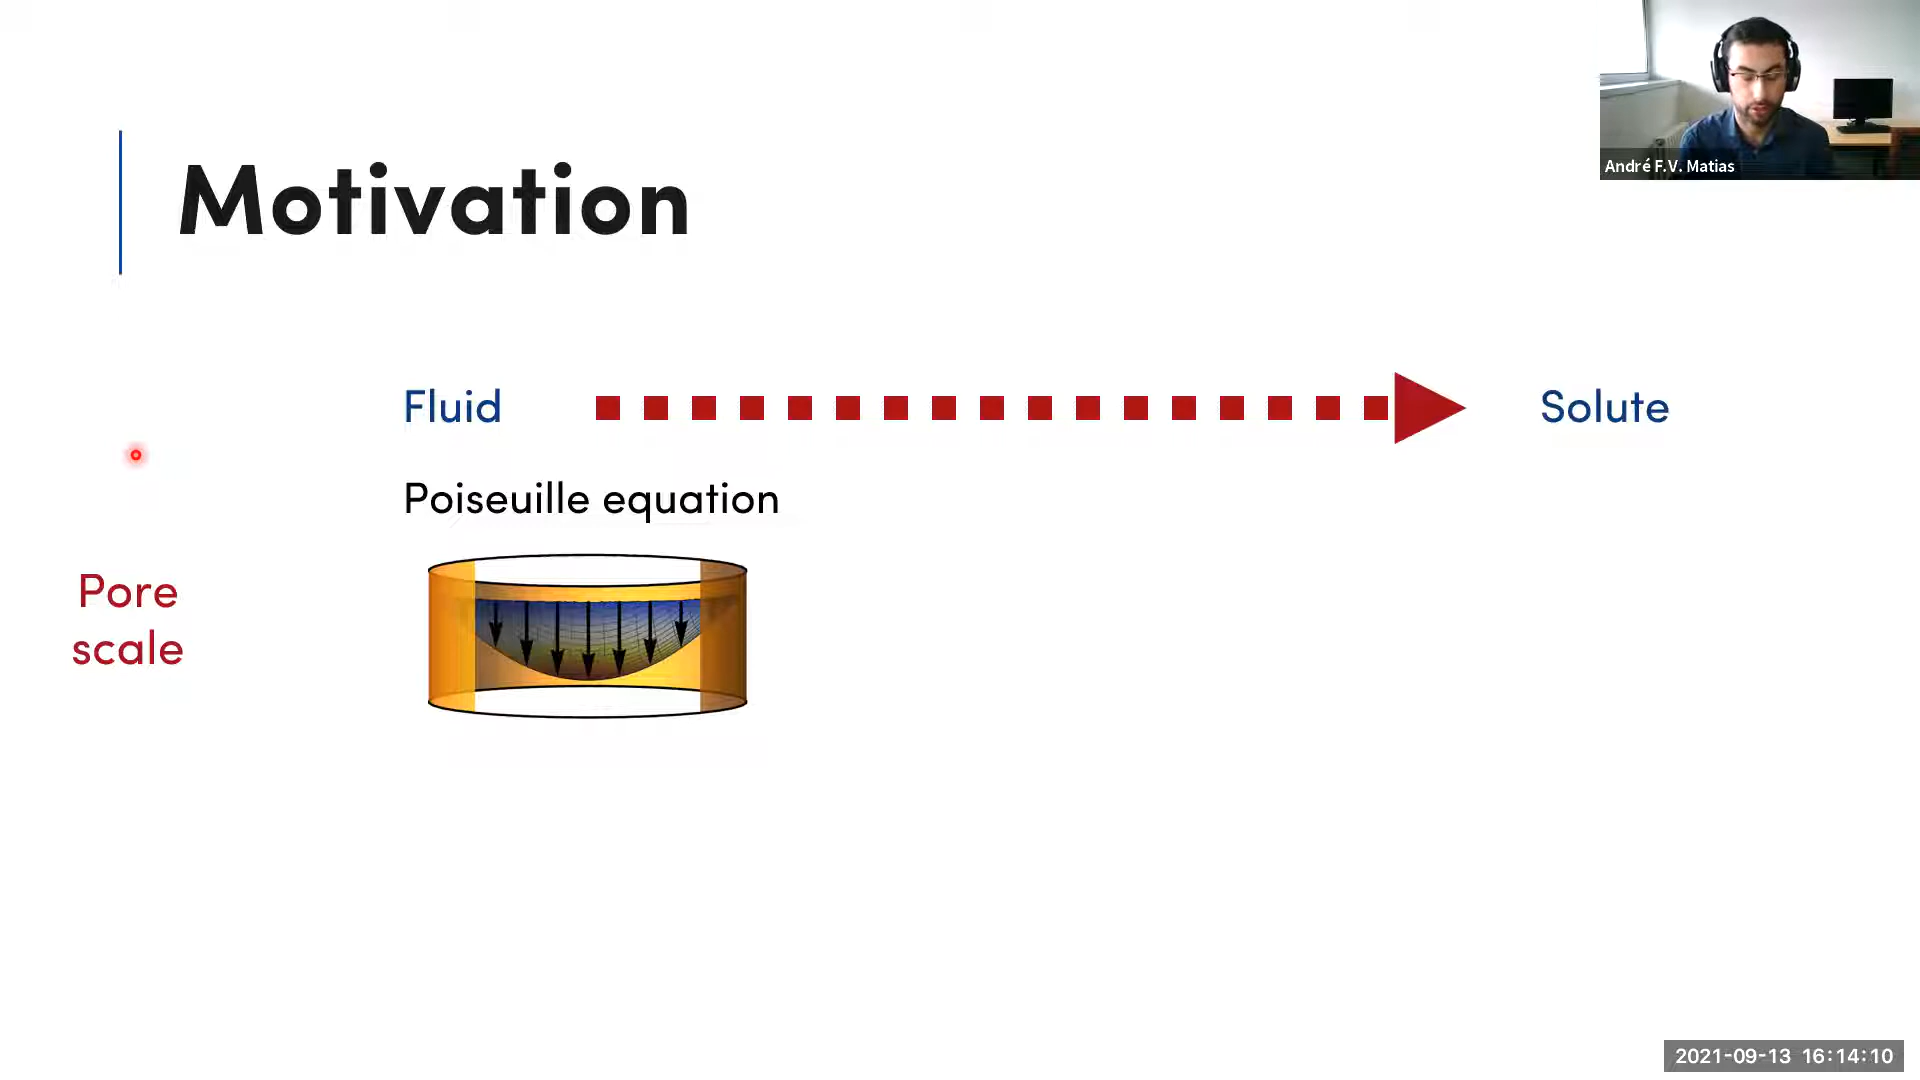 André F.V. Matias
Motivation
Fluid
Solute
Poiseuille equation
Pore
scale
2021-09-13 16:14:10